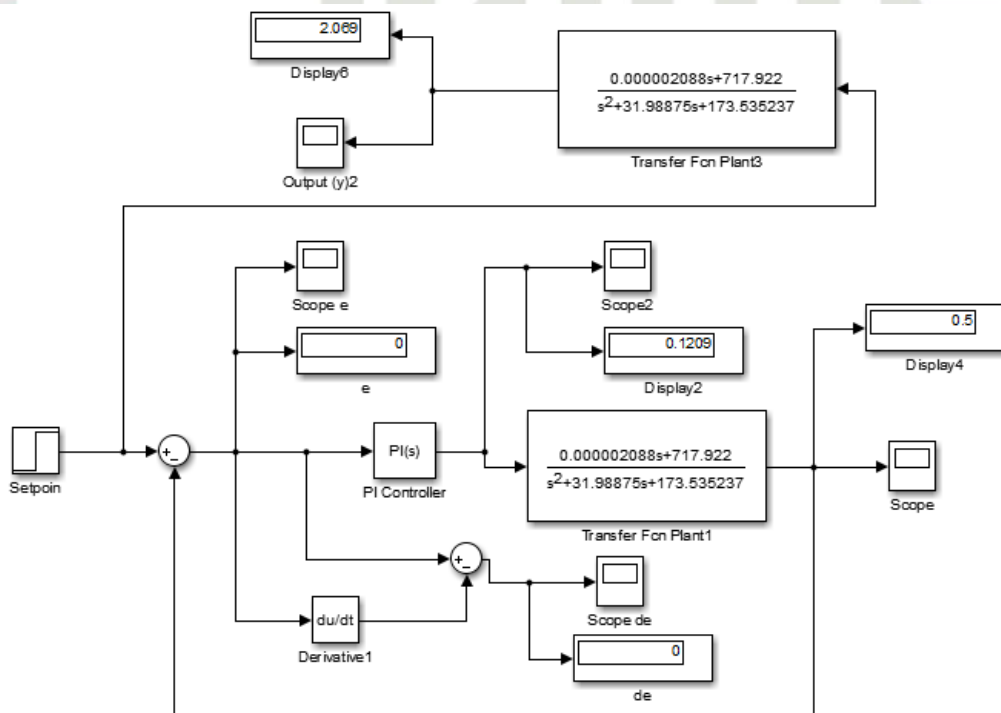 2.069
Display6
0.000002088s+717.922
s²+31.98875s+173.535237
Transfer Fcn Plant3
Output (y)2
Scope e
Scope2
0
e
0.1209
Display2
0.5
Display4
Setpoin
+
-
PI(s)
PI Controller
0.000002088s+717.922
s²+31.98875s+173.535237
Transfer Fcn Plant1
Scope
+
-
Scope de
du/dt
Derivative1
0
de